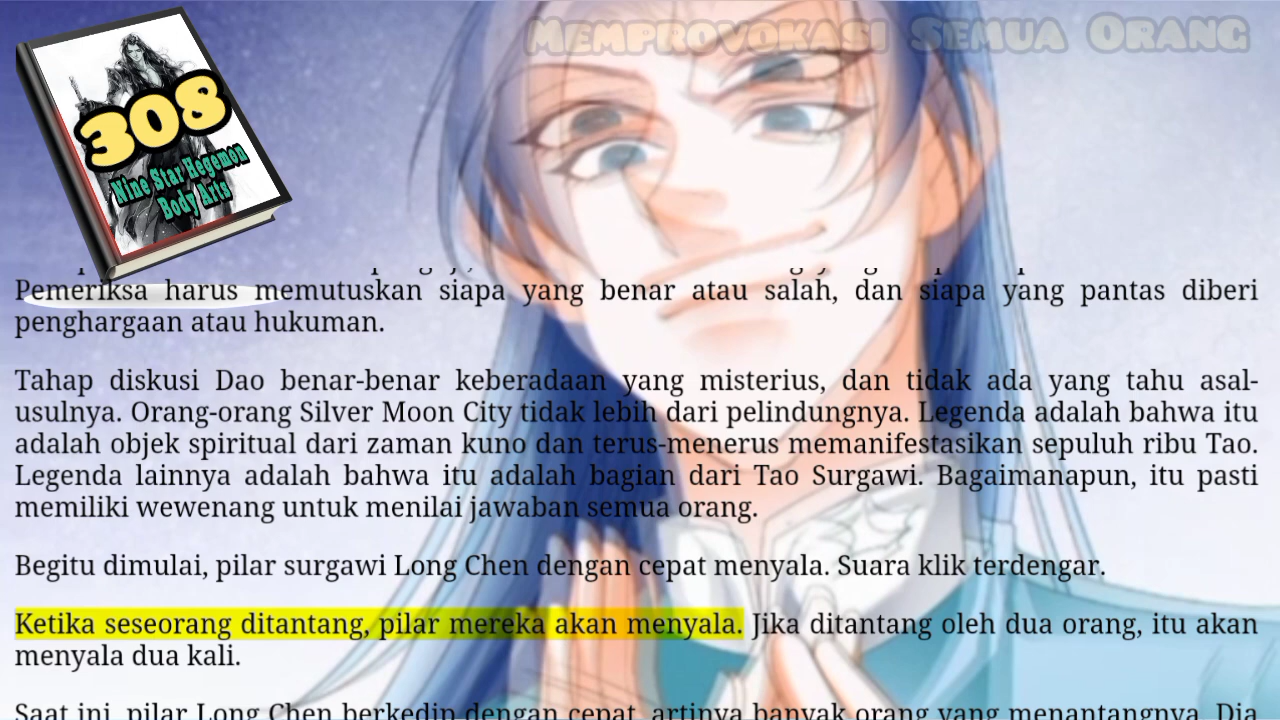 Memprovokasi Semua Orang
308
Nine Star Hegemon
Body Arts
Pemeriksa harus memutuskan siapa yang benar atau salah, dan siapa yang pantas diberi
penghargaan atau hukuman.
Tahap diskusi Dao benar-benar keberadaan yang misterius, dan tidak ada yang tahu asal-
usulnya. Orang-orang Silver Moon City tidak lebih dari pelindungnya. Legenda adalah bahwa itu
adalah objek spiritual dari zaman kuno dan terus-menerus memanifestasikan sepuluh ribu Tao.
Legenda lainnya adalah bahwa itu adalah bagian dari Tao Surgawi. Bagaimanapun, itu pasti
memiliki wewenang untuk menilai jawaban semua orang.
Begitu dimulai, pilar surgawi Long Chen dengan cepat menyala. Suara klik terdengar.
Ketika seseorang ditantang, pilar mereka akan menyala. Jika ditantang oleh dua orang, itu akan
menyala dua kali.
Saat ini, pilar Long Chen berkedip dengan cepat, artinya banyak orang yang menantangnya. Dia